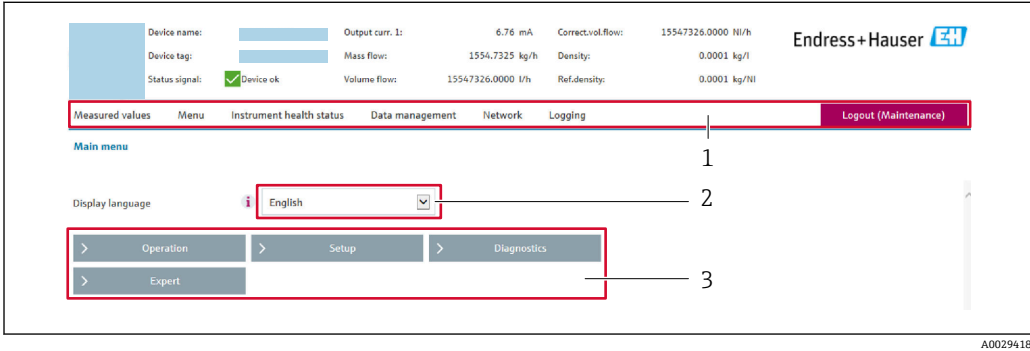 Device name: Output curr. 1: 6.76 mA Correct.vol.flow: 15547326.0000 Nl/h
Endress+Hauser EH
Device tag: Mass flow: 1554.7325 kg/h Density: 0.0001 kg/l
Status signal: Device ok Volume flow: 15547326.0000 l/h Ref.density: 0.0001 kg/Nl
Measured values Menu Instrument health status Data management Network Logging Logout (Maintenance)
1
Main menu
Display language i English 2
> Operation > Setup > Diagnostics
> Expert 3
A0029418